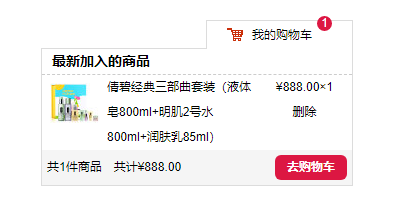 我的购物车 1
最新加入的商品
倩碧经典三部曲套装（液体 ¥888.00×1
皂800ml+明肌2号水 删除
800ml+润肤乳85ml）
共1件商品 共计¥888.00 去购物车